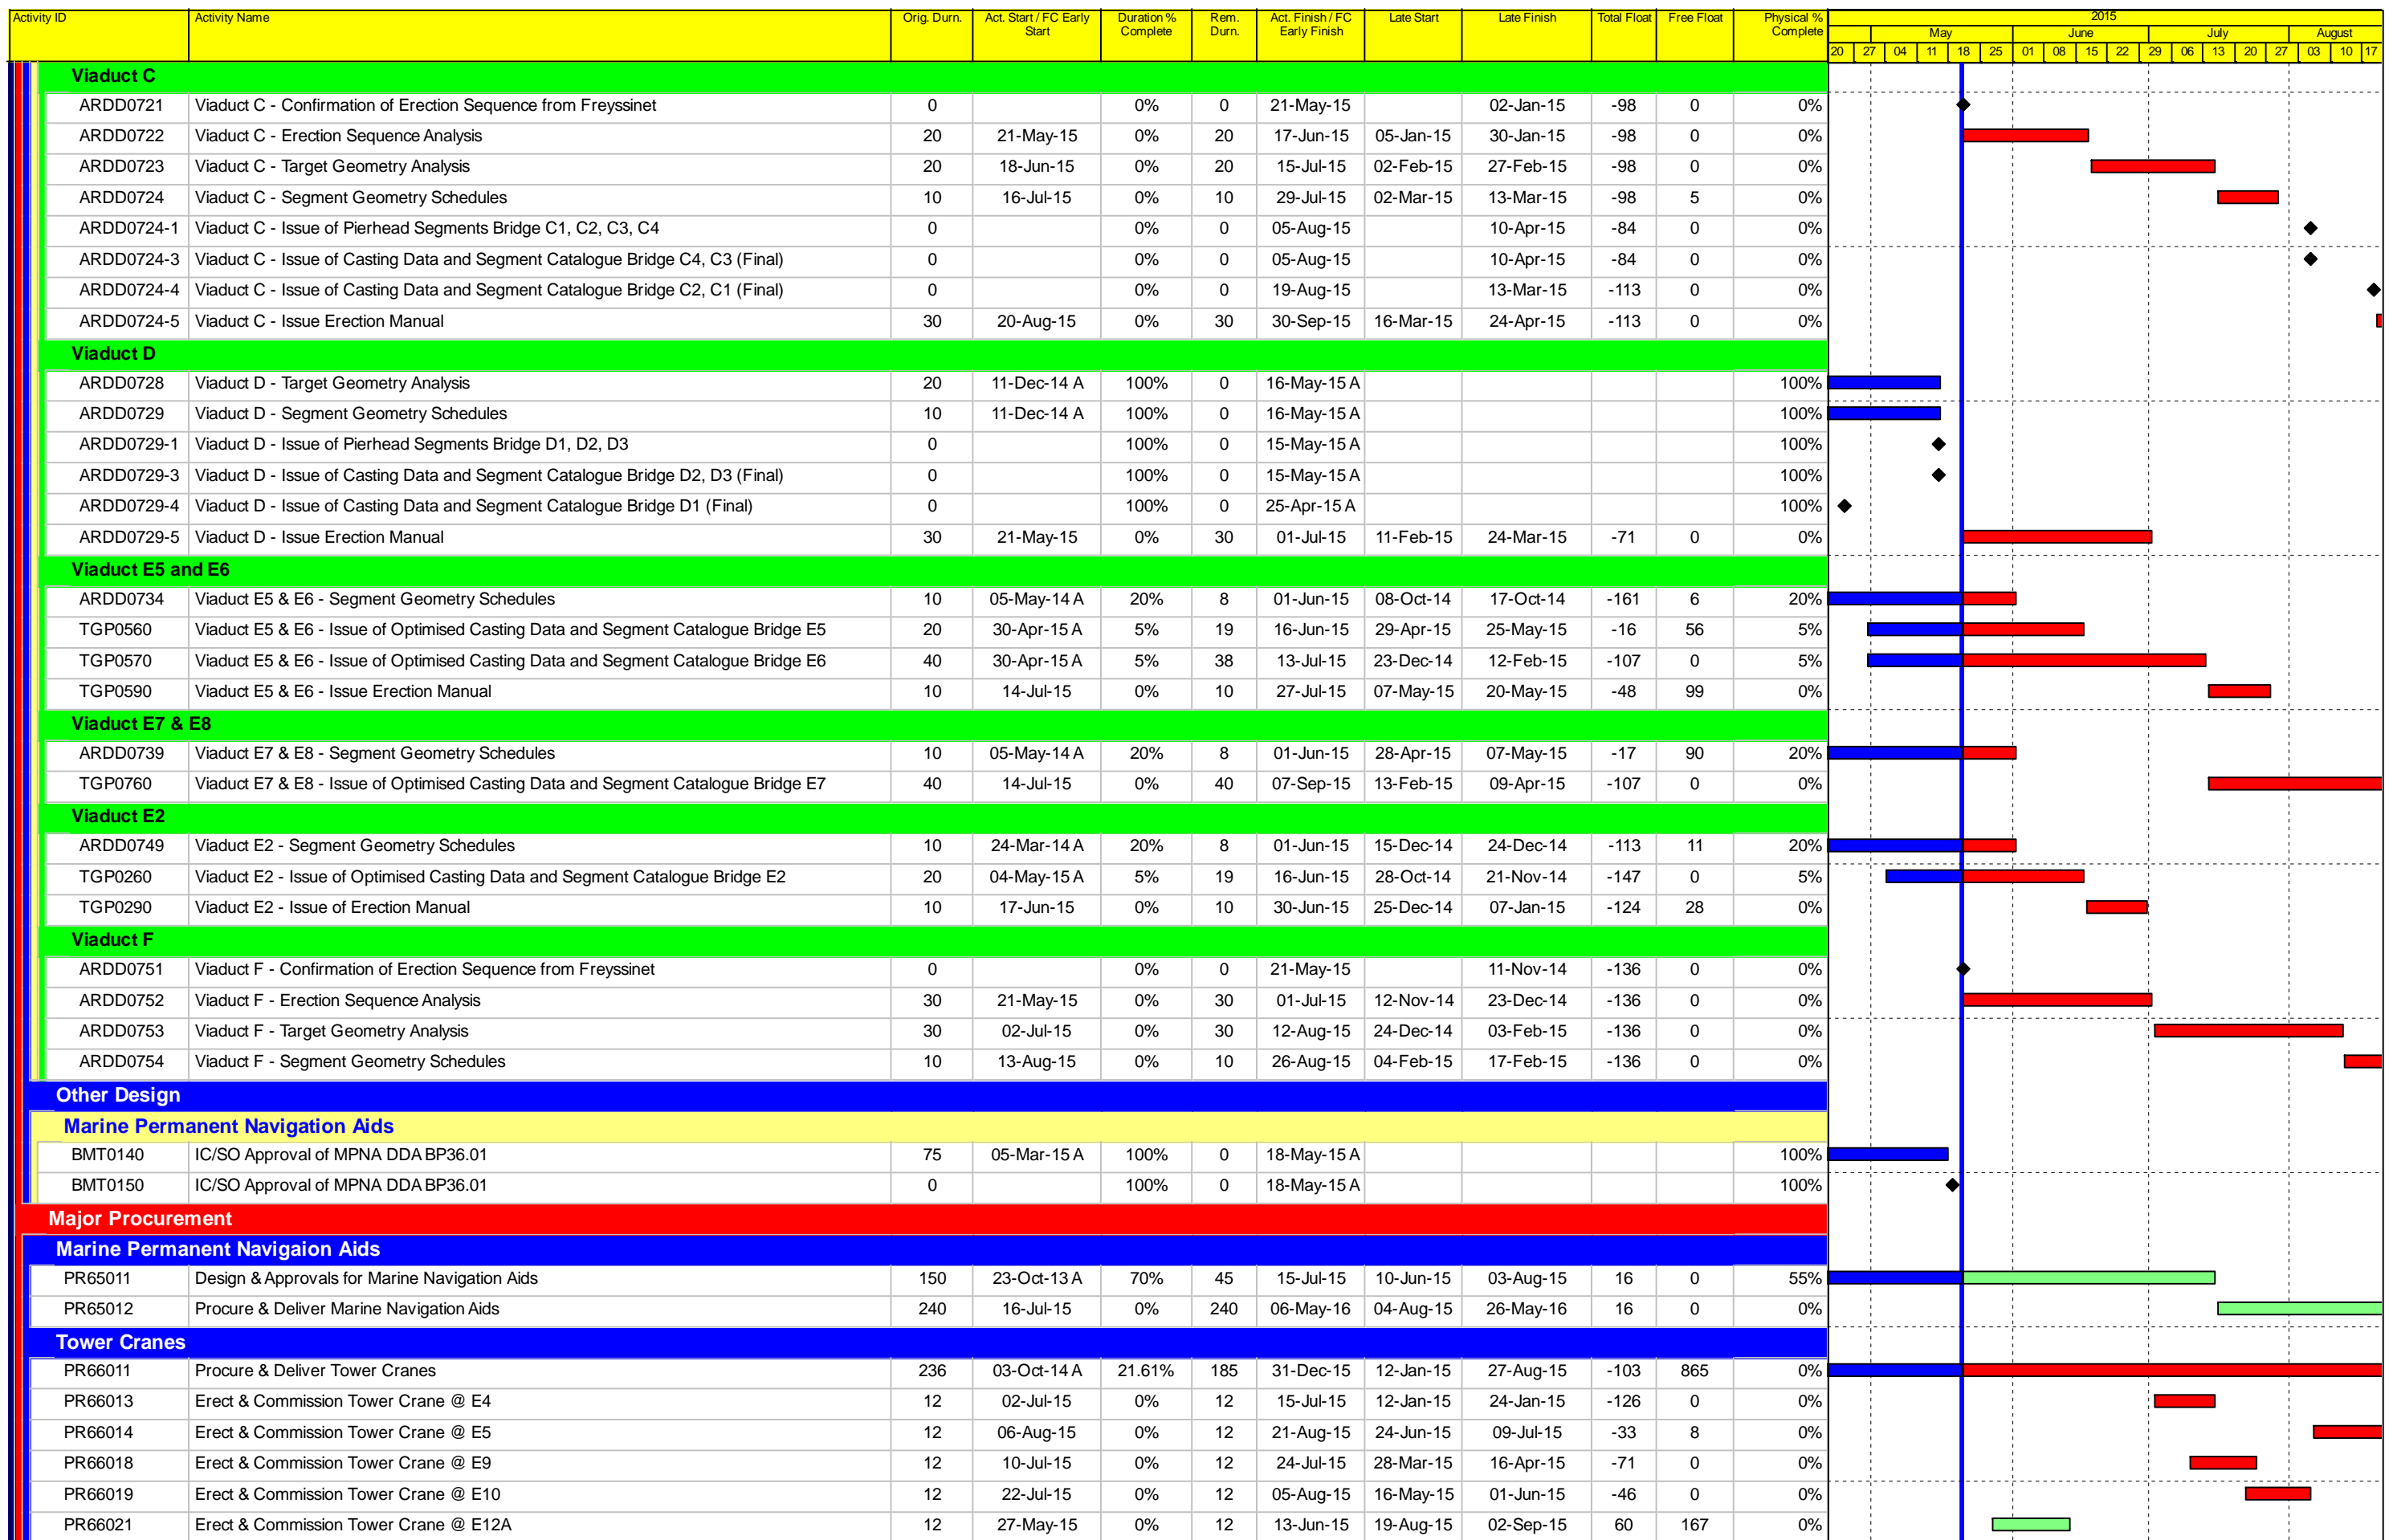 Activity ID Activity Name Orig. Durn. Act. Start / FC Early Start Duration % Complete Rem. Durn. Act. Finish / FC Early Finish Late Start Late Finish Total Float Free Float Physical % Complete 2015
May June July August
20 27 04 11 18 25 01 08 15 22 29 06 13 20 27 03 10 17
Viaduct C
ARDD0721 Viaduct C - Confirmation of Erection Sequence from Freyssinet 0 0% 0 21-May-15 02-Jan-15 -98 0 0%
ARDD0722 Viaduct C - Erection Sequence Analysis 20 21-May-15 0% 20 17-Jun-15 05-Jan-15 30-Jan-15 -98 0 0%
ARDD0723 Viaduct C - Target Geometry Analysis 20 18-Jun-15 0% 20 15-Jul-15 02-Feb-15 27-Feb-15 -98 0 0%
ARDD0724 Viaduct C - Segment Geometry Schedules 10 16-Jul-15 0% 10 29-Jul-15 02-Mar-15 13-Mar-15 -98 5 0%
ARDD0724-1 Viaduct C - Issue of Pierhead Segments Bridge C1, C2, C3, C4 0 0% 0 05-Aug-15 10-Apr-15 -84 0 0%
ARDD0724-3 Viaduct C - Issue of Casting Data and Segment Catalogue Bridge C4, C3 (Final) 0 0% 0 05-Aug-15 10-Apr-15 -84 0 0%
ARDD0724-4 Viaduct C - Issue of Casting Data and Segment Catalogue Bridge C2, C1 (Final) 0 0% 0 19-Aug-15 13-Mar-15 -113 0 0%
ARDD0724-5 Viaduct C - Issue Erection Manual 30 20-Aug-15 0% 30 30-Sep-15 16-Mar-15 24-Apr-15 -113 0 0%
Viaduct D
ARDD0728 Viaduct D - Target Geometry Analysis 20 11-Dec-14 A 100% 0 16-May-15 A 100%
ARDD0729 Viaduct D - Segment Geometry Schedules 10 11-Dec-14 A 100% 0 16-May-15 A 100%
ARDD0729-1 Viaduct D - Issue of Pierhead Segments Bridge D1, D2, D3 0 100% 0 15-May-15 A 100%
ARDD0729-3 Viaduct D - Issue of Casting Data and Segment Catalogue Bridge D2, D3 (Final) 0 100% 0 15-May-15 A 100%
ARDD0729-4 Viaduct D - Issue of Casting Data and Segment Catalogue Bridge D1 (Final) 0 100% 0 25-Apr-15 A 100%
ARDD0729-5 Viaduct D - Issue Erection Manual 30 21-May-15 0% 30 01-Jul-15 11-Feb-15 24-Mar-15 -71 0 0%
Viaduct E5 and E6
ARDD0734 Viaduct E5 & E6 - Segment Geometry Schedules 10 05-May-14 A 20% 8 01-Jun-15 08-Oct-14 17-Oct-14 -161 6 20%
TGP0560 Viaduct E5 & E6 - Issue of Optimised Casting Data and Segment Catalogue Bridge E5 20 30-Apr-15 A 5% 19 16-Jun-15 29-Apr-15 25-May-15 -16 56 5%
TGP0570 Viaduct E5 & E6 - Issue of Optimised Casting Data and Segment Catalogue Bridge E6 40 30-Apr-15 A 5% 38 13-Jul-15 23-Dec-14 12-Feb-15 -107 0 5%
TGP0590 Viaduct E5 & E6 - Issue Erection Manual 10 14-Jul-15 0% 10 27-Jul-15 07-May-15 20-May-15 -48 99 0%
Viaduct E7 & E8
ARDD0739 Viaduct E7 & E8 - Segment Geometry Schedules 10 05-May-14 A 20% 8 01-Jun-15 28-Apr-15 07-May-15 -17 90 20%
TGP0760 Viaduct E7 & E8 - Issue of Optimised Casting Data and Segment Catalogue Bridge E7 40 14-Jul-15 0% 40 07-Sep-15 13-Feb-15 09-Apr-15 -107 0 0%
Viaduct E2
ARDD0749 Viaduct E2 - Segment Geometry Schedules 10 24-Mar-14 A 20% 8 01-Jun-15 15-Dec-14 24-Dec-14 -113 11 20%
TGP0260 Viaduct E2 - Issue of Optimised Casting Data and Segment Catalogue Bridge E2 20 04-May-15 A 5% 19 16-Jun-15 28-Oct-14 21-Nov-14 -147 0 5%
TGP0290 Viaduct E2 - Issue of Erection Manual 10 17-Jun-15 0% 10 30-Jun-15 25-Dec-14 07-Jan-15 -124 28 0%
Viaduct F
ARDD0751 Viaduct F - Confirmation of Erection Sequence from Freyssinet 0 0% 0 21-May-15 11-Nov-14 -136 0 0%
ARDD0752 Viaduct F - Erection Sequence Analysis 30 21-May-15 0% 30 01-Jul-15 12-Nov-14 23-Dec-14 -136 0 0%
ARDD0753 Viaduct F - Target Geometry Analysis 30 02-Jul-15 0% 30 12-Aug-15 24-Dec-14 03-Feb-15 -136 0 0%
ARDD0754 Viaduct F - Segment Geometry Schedules 10 13-Aug-15 0% 10 26-Aug-15 04-Feb-15 17-Feb-15 -136 0 0%
Other Design
Marine Permanent Navigation Aids
BMT0140 IC/SO Approval of MPNA DDA BP36.01 75 05-Mar-15 A 100% 0 18-May-15 A 100%
BMT0150 IC/SO Approval of MPNA DDA BP36.01 0 100% 0 18-May-15 A 100%
Major Procurement
Marine Permanent Navigaion Aids
PR65011 Design & Approvals for Marine Navigation Aids 150 23-Oct-13 A 70% 45 15-Jul-15 10-Jun-15 03-Aug-15 16 0 55%
PR65012 Procure & Deliver Marine Navigation Aids 240 16-Jul-15 0% 240 06-May-16 04-Aug-15 26-May-16 16 0 0%
Tower Cranes
PR66011 Procure & Deliver Tower Cranes 236 03-Oct-14 A 21.61% 185 31-Dec-15 12-Jan-15 27-Aug-15 -103 865 0%
PR66013 Erect & Commission Tower Crane @ E4 12 02-Jul-15 0% 12 15-Jul-15 12-Jan-15 24-Jan-15 -126 0 0%
PR66014 Erect & Commission Tower Crane @ E5 12 06-Aug-15 0% 12 21-Aug-15 24-Jun-15 09-Jul-15 -33 8 0%
PR66018 Erect & Commission Tower Crane @ E9 12 10-Jul-15 0% 12 24-Jul-15 28-Mar-15 16-Apr-15 -71 0 0%
PR66019 Erect & Commission Tower Crane @ E10 12 22-Jul-15 0% 12 05-Aug-15 16-May-15 01-Jun-15 -46 0 0%
PR66021 Erect & Commission Tower Crane @ E12A 12 27-May-15 0% 12 13-Jun-15 19-Aug-15 02-Sep-15 60 167 0%